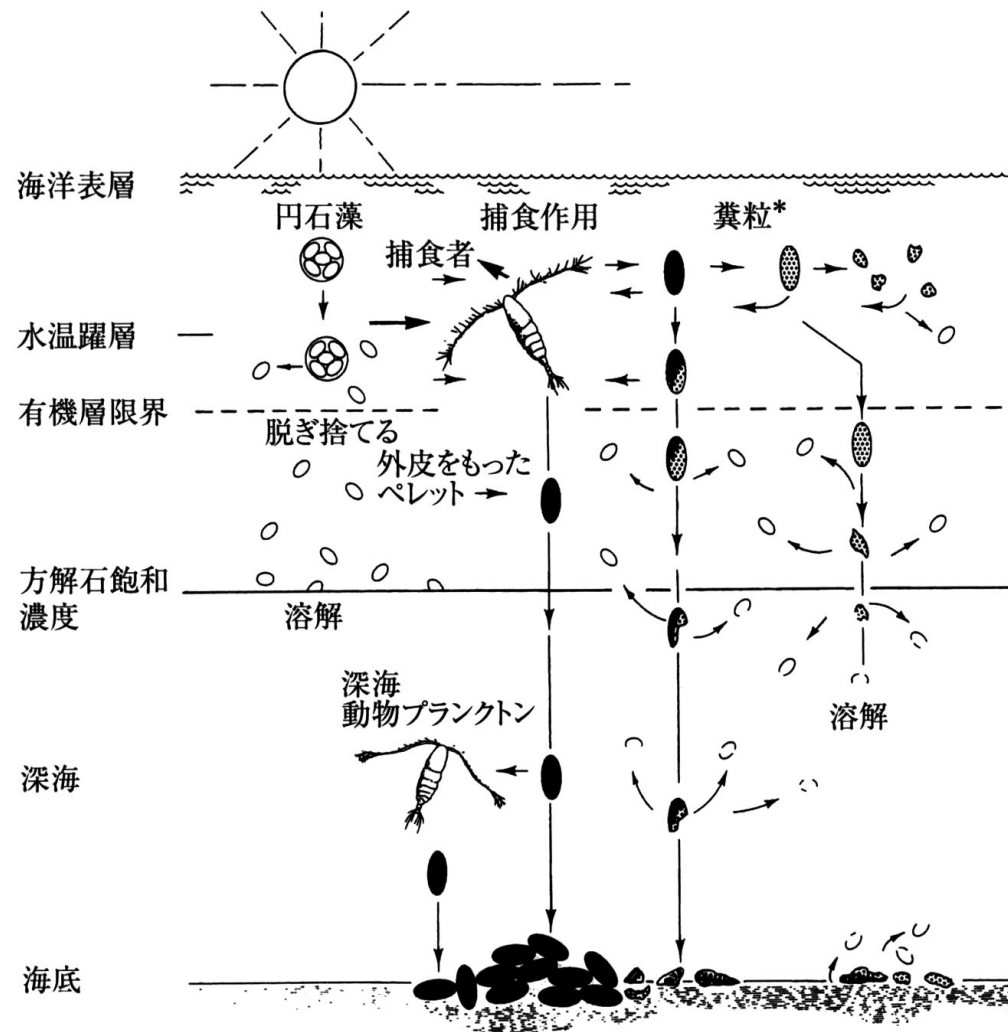 海洋表層
円石藻
捕食作用
糞粒*
捕食者
水温躍層
有機層限界
脱ぎ捨てる
外皮をもった
ペレット
方解石飽和
濃度
溶解
深海
動物プランクトン
溶解
深海
海底